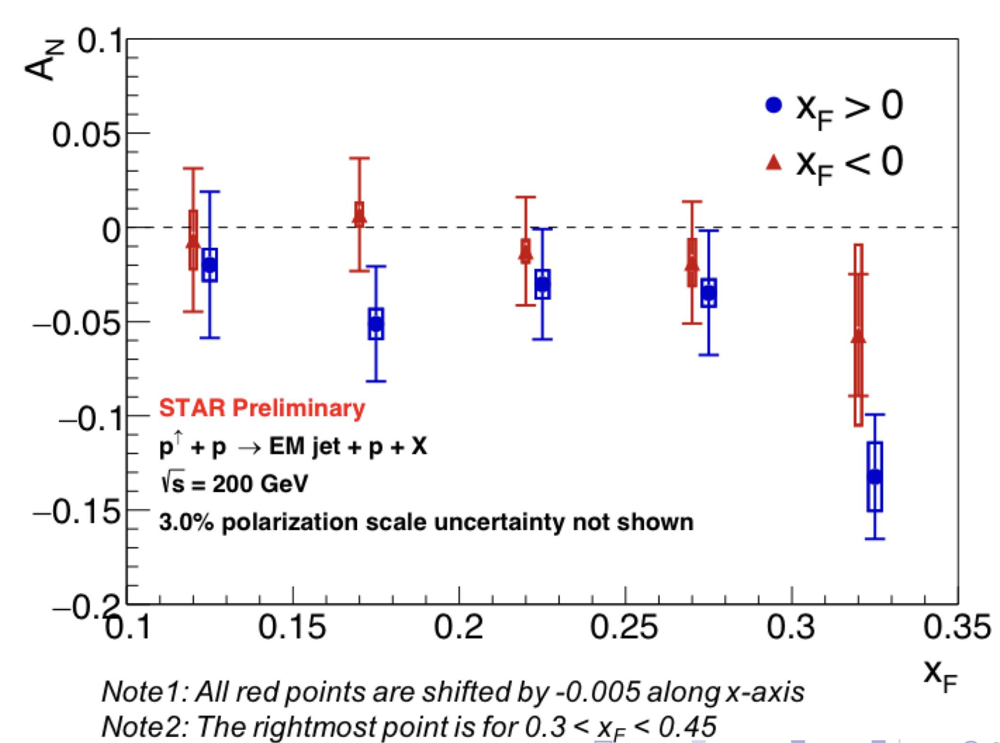 A_N
0.1
0.05
0
−0.05
−0.1
−0.15
−0.2
x_F > 0
x_F < 0
STAR Preliminary
p↑ + p → EM jet + p + X
√s = 200 GeV
3.0% polarization scale uncertainty not shown
0.1 0.15 0.2 0.25 0.3 0.35
x_F
Note1: All red points are shifted by -0.005 along x-axis
Note2: The rightmost point is for 0.3 < x_F < 0.45